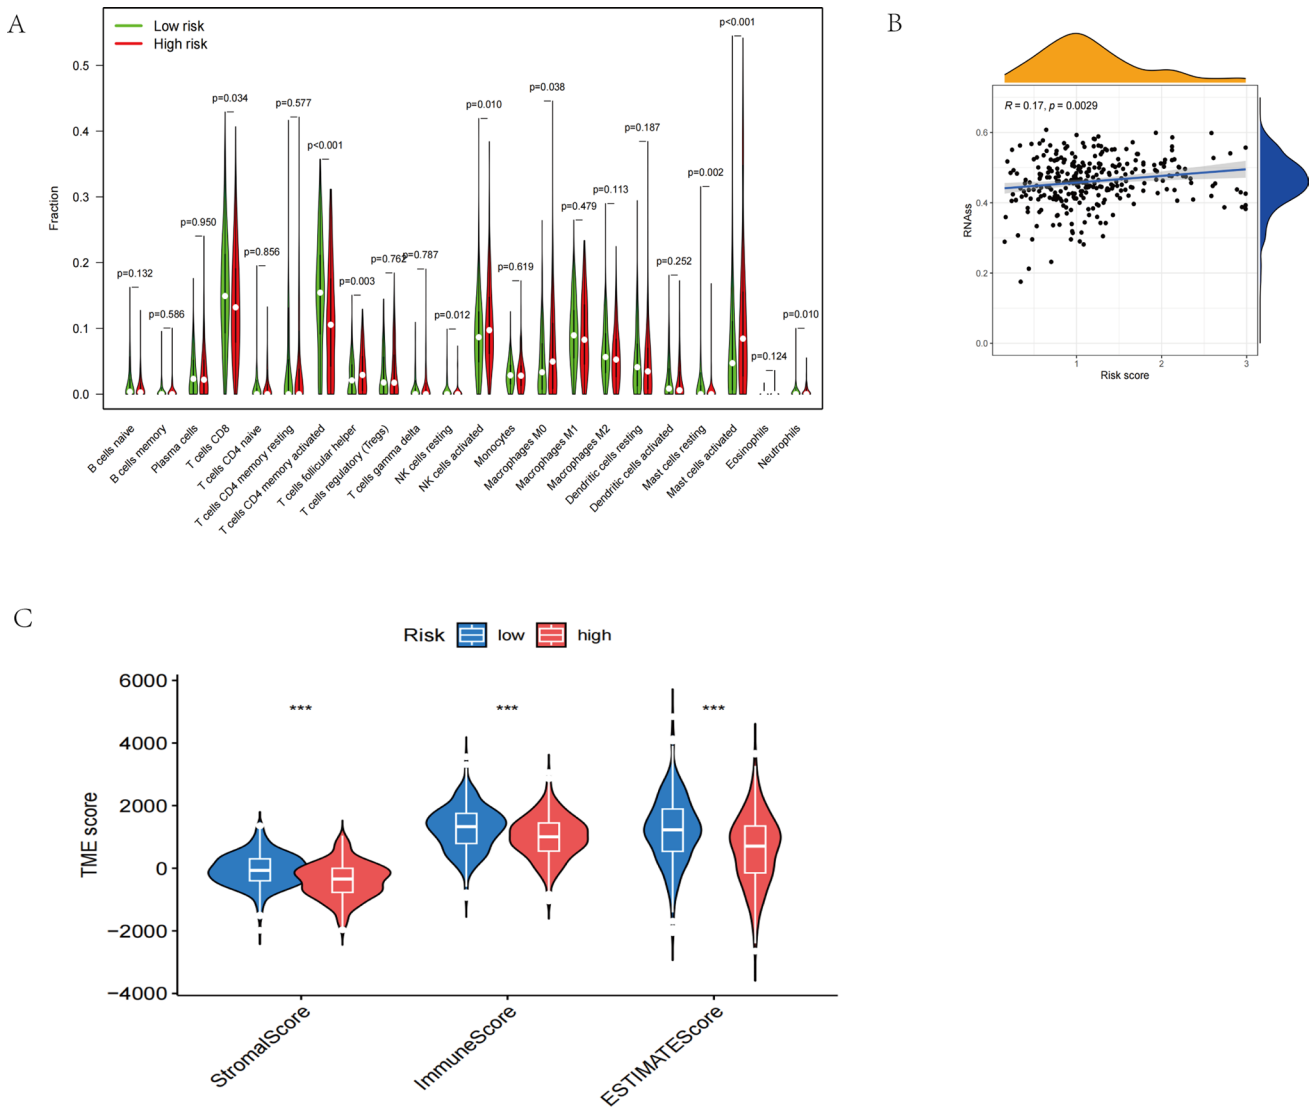 A
Low risk
High risk
Fraction
0.5
0.4
0.3
0.2
0.1
0.0
p=0.132
p=0.586
p=0.950
p=0.034
p=0.856
p=0.577
p<0.001
p=0.003
p=0.762
p=0.787
p=0.012
p=0.010
p=0.619
p=0.038
p=0.479
p=0.113
p=0.187
p=0.252
p=0.002
p<0.001
p=0.124
p=0.010
B cells naive
B cells memory
Plasma cells
T cells CD8
T cells CD4 naive
T cells CD4 memory resting
T cells CD4 memory activated
T cells follicular helper
T cells regulatory (Tregs)
T cells gamma delta
NK cells resting
NK cells activated
Monocytes
Macrophages M0
Macrophages M1
Macrophages M2
Dendritic cells resting
Dendritic cells activated
Mast cells resting
Mast cells activated
Eosinophils
Neutrophils
B
R = 0.17, p = 0.0029
RNAss
0.6
0.4
0.2
0.0
1
2
3
Risk score
C
Risk
low
high
TME score
6000
4000
2000
0
−2000
−4000
***
***
***
StromalScore
ImmuneScore
ESTIMATEScore